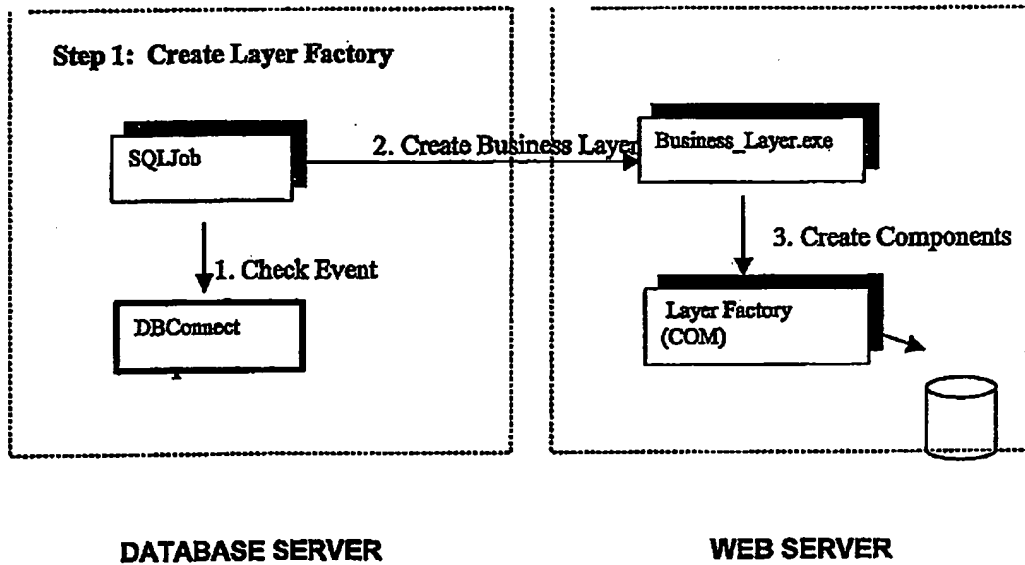 Step 1: Create Layer Factory
SQLJob
2. Create Business Layer
Business_Layer.exe
1. Check Event
3. Create Components
DBConnect
Layer Factory
(COM)
DATABASE SERVER
WEB SERVER